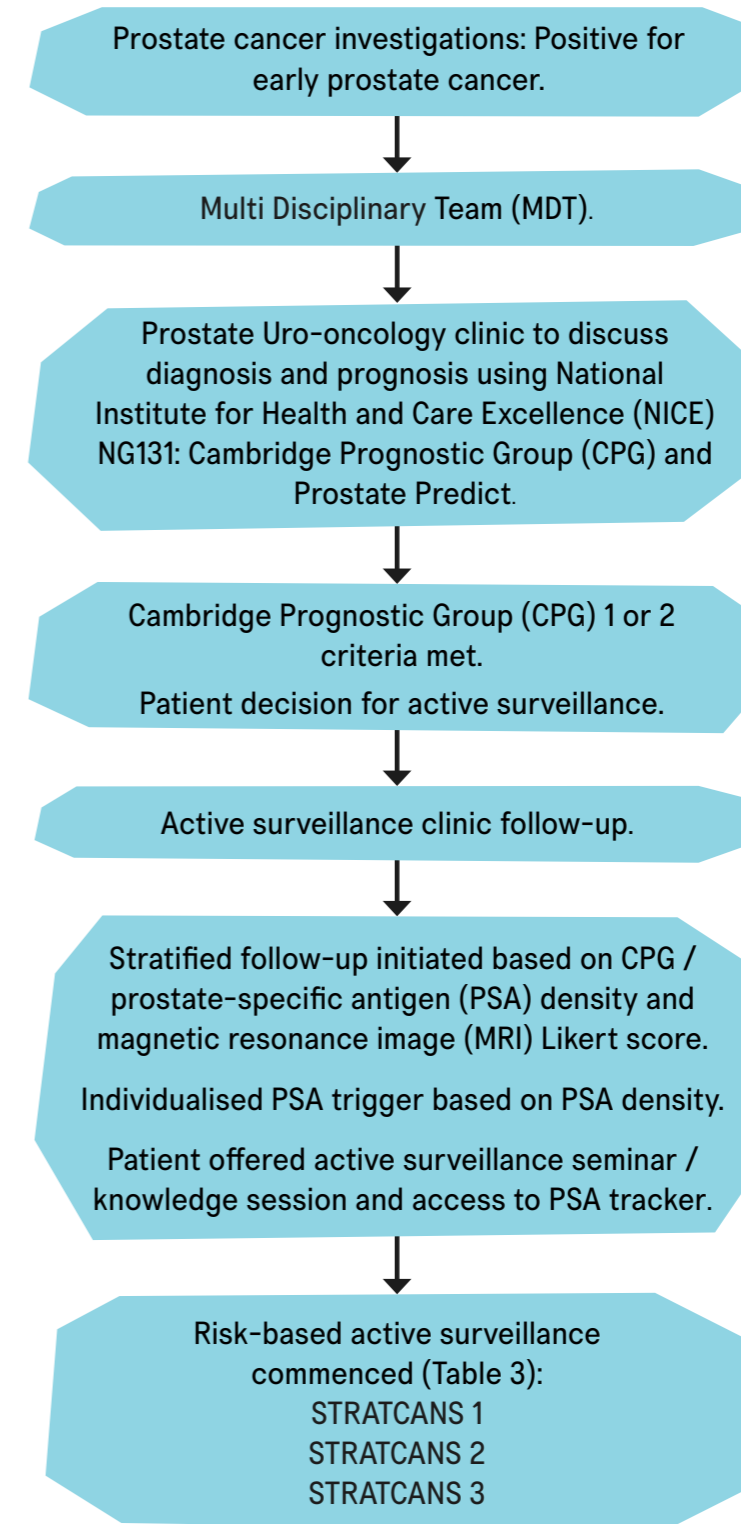 Prostate cancer investigations: Positive for
early prostate cancer.
Multi Disciplinary Team (MDT).
Prostate Uro-oncology clinic to discuss
diagnosis and prognosis using National
Institute for Health and Care Excellence (NICE)
NG131: Cambridge Prognostic Group (CPG) and
Prostate Predict.
Cambridge Prognostic Group (CPG) 1 or 2
criteria met.
Patient decision for active surveillance.
Active surveillance clinic follow-up.
Stratified follow-up initiated based on CPG /
prostate-specific antigen (PSA) density and
magnetic resonance image (MRI) Likert score.
Individualised PSA trigger based on PSA density.
Patient offered active surveillance seminar /
knowledge session and access to PSA tracker.
Risk-based active surveillance
commenced (Table 3):
STRATCANS 1
STRATCANS 2
STRATCANS 3